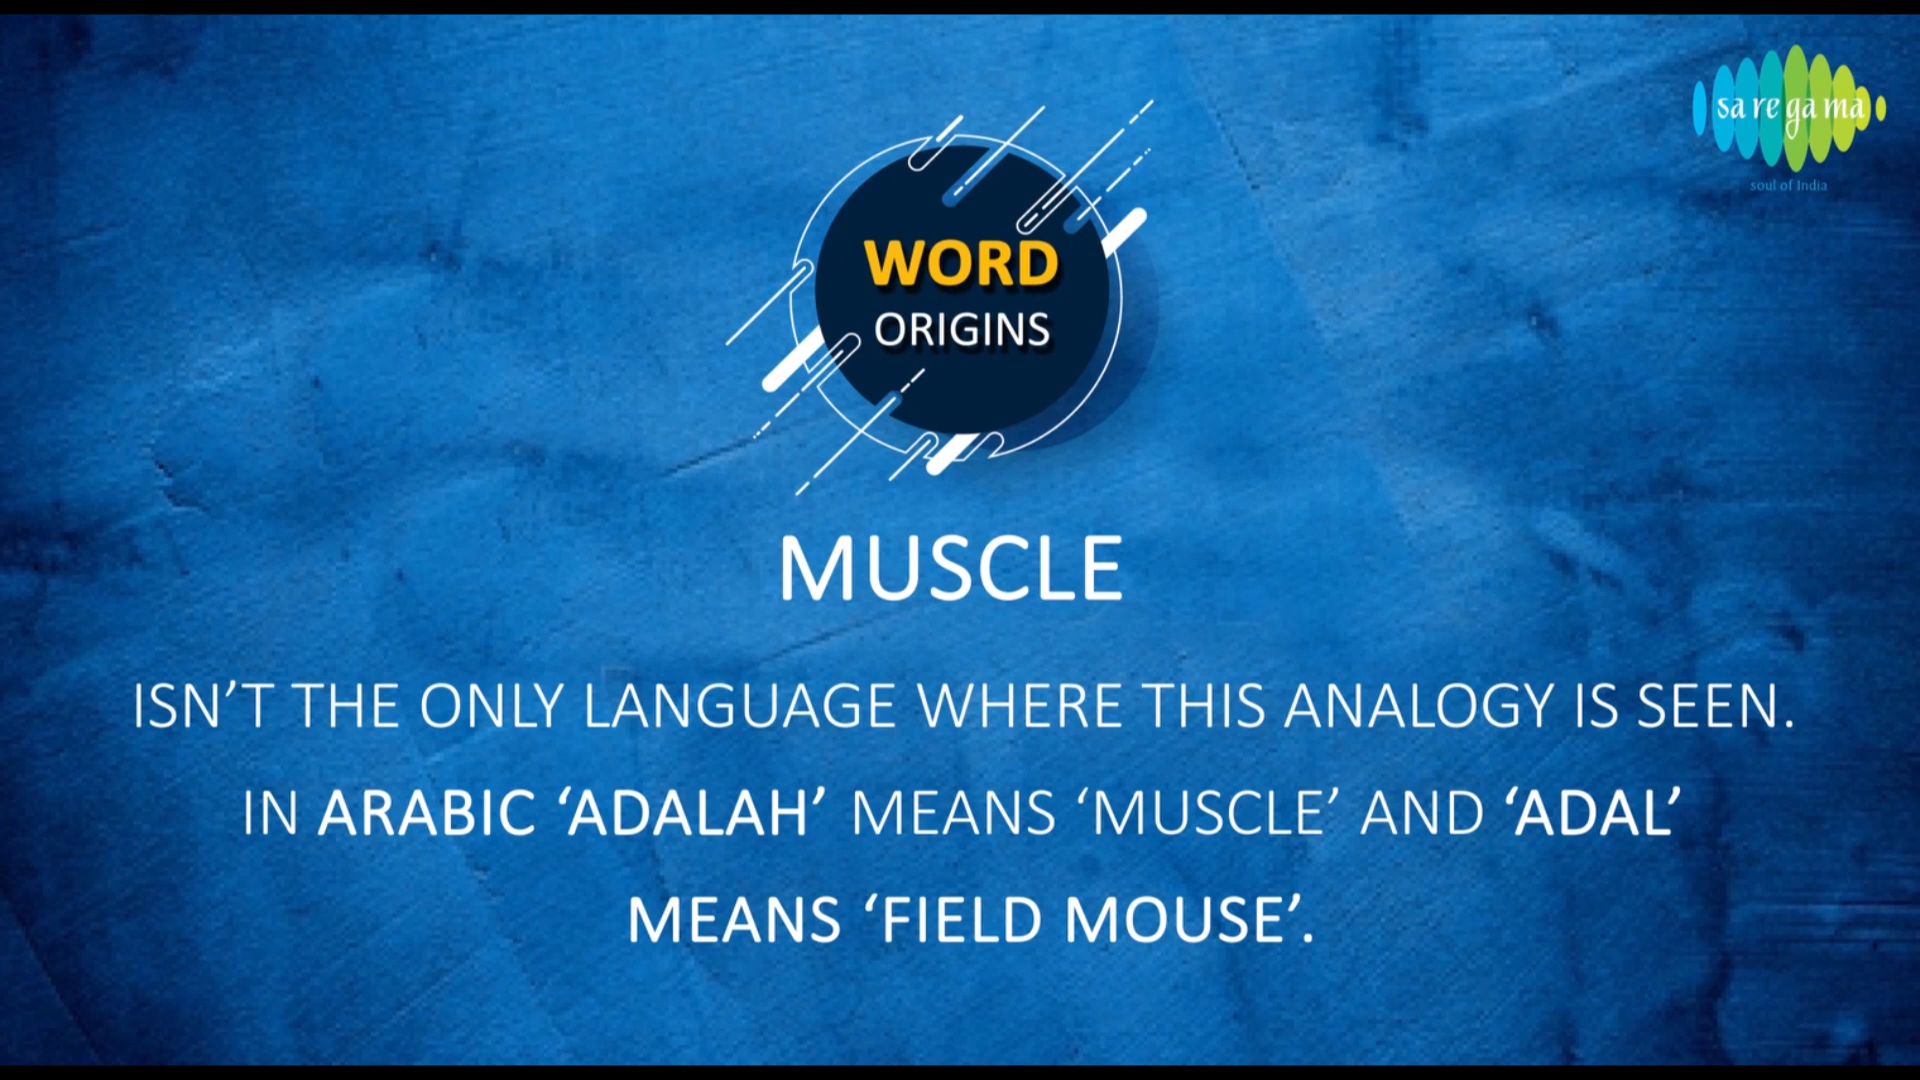 sa re ga ma
soul of India
WORD
ORIGINS
MUSCLE
ISN’T THE ONLY LANGUAGE WHERE THIS ANALOGY IS SEEN.
IN ARABIC ‘ADALAH’ MEANS ‘MUSCLE’ AND ‘ADAL’
MEANS ‘FIELD MOUSE’.